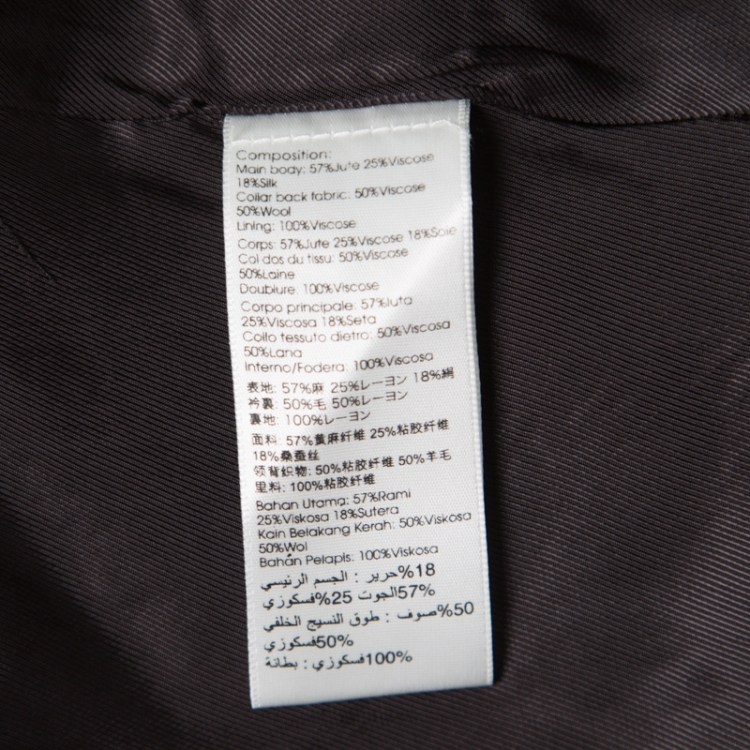 Composition:
Main body: 57%Jute 25%Viscose
18%Silk
Collar back fabric: 50%Viscose
50%Wool
Lining: 100%Viscose
Corps: 57%Jute 25%Viscose 18%Soie
Col dos du tissu: 50%Viscose
50%Laine
Doublure: 100%Viscose
Corpo principale: 57%Iuta
25%Viscosa 18%Seta
Collo tessuto dietro: 50%Viscosa
50%Lana
Interno/Fodera: 100%Viscosa
表地: 57%麻 25%レーヨン 18%絹
衿裏: 50%毛 50%レーヨン
裏地: 100%レーヨン
面料: 57%黄麻纤维 25%粘胶纤维
18%桑蚕丝
领背织物: 50%粘胶纤维 50%羊毛
里料: 100%粘胶纤维
Bahan Utama: 57%Rami
25%Viskosa 18%Sutera
Kain Belakang Kerah: 50%Viskosa
50%Wol
Bahan Pelapis: 100%Viskosa
18%حرير : الجسم الرئيسي
57%الجوت 25%فسكوزي
50%صوف : طوق النسيج الخلفي
50%فسكوزي
100%فسكوزي : بطانة